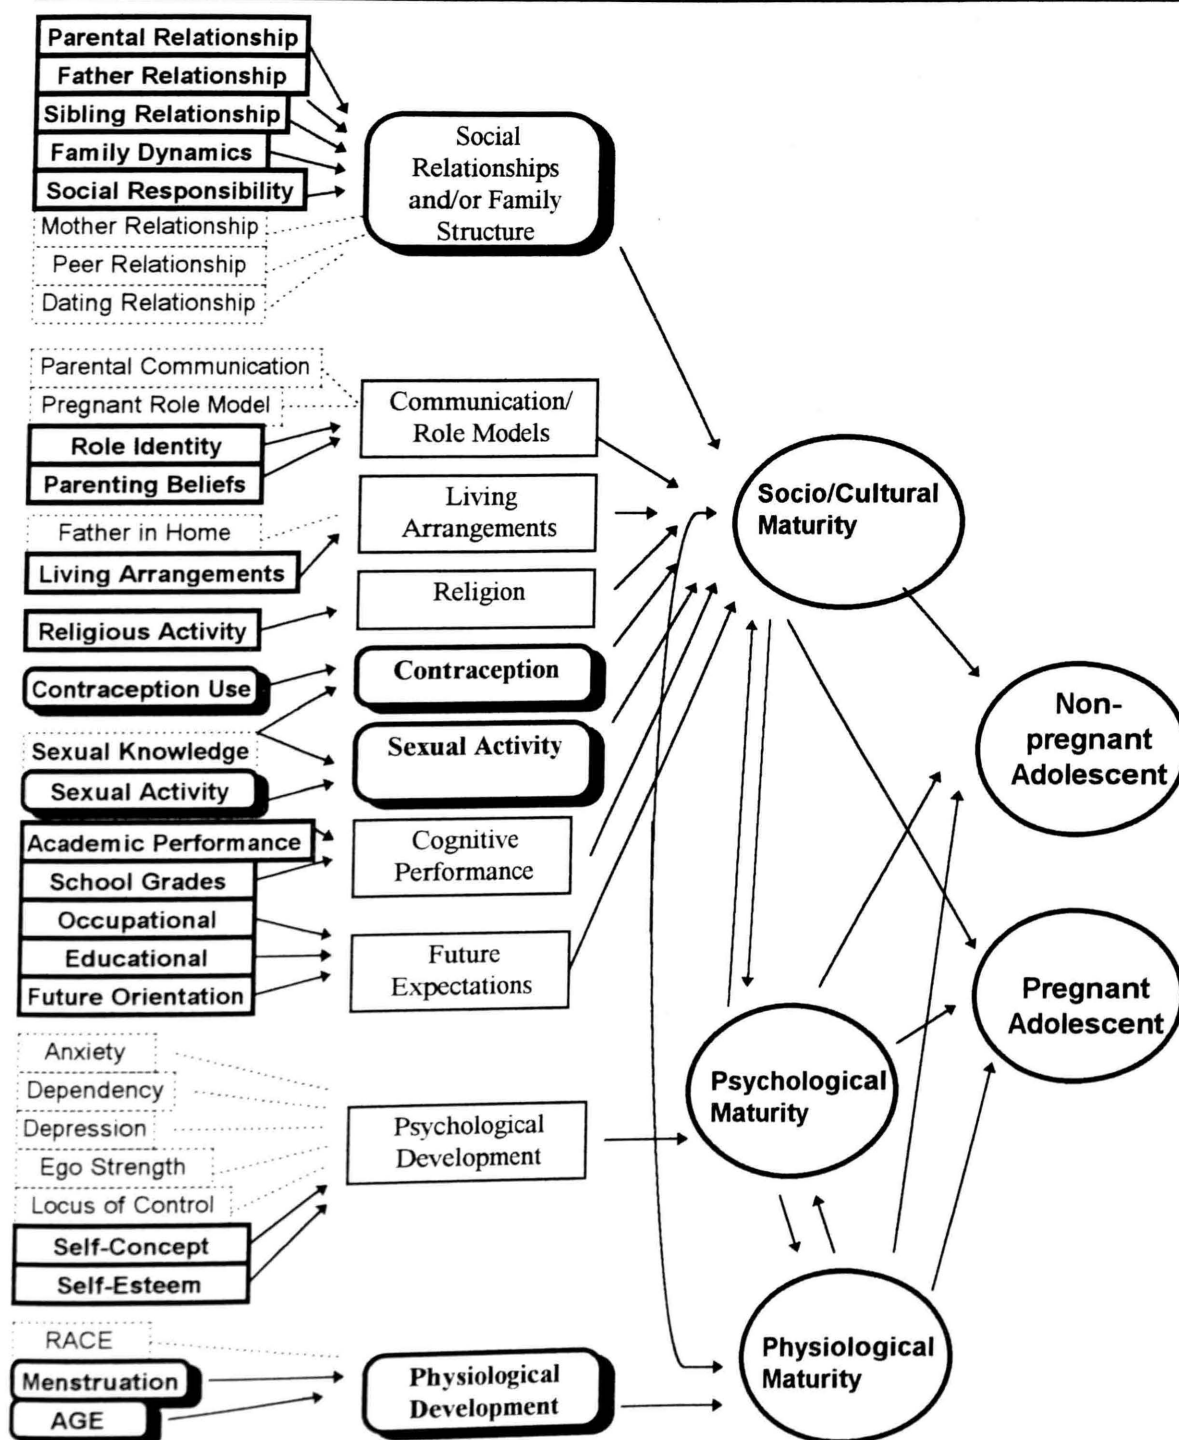 Parental Relationship
Father Relationship
Sibling Relationship
Family Dynamics
Social Responsibility
Mother Relationship
Peer Relationship
Dating Relationship
Social
Relationships
and/or Family
Structure
Parental Communication
Pregnant Role Model
Role Identity
Parenting Beliefs
Father in Home
Living Arrangements
Religious Activity
Contraception Use
Sexual Knowledge
Sexual Activity
Academic Performance
School Grades
Occupational
Educational
Future Orientation
Communication/
Role Models
Living
Arrangements
Religion
Contraception
Sexual Activity
Cognitive
Performance
Future
Expectations
Anxiety
Dependency
Depression
Ego Strength
Locus of Control
Self-Concept
Self-Esteem
Psychological
Development
RACE
Menstruation
AGE
Physiological
Development
Socio/Cultural
Maturity
Psychological
Maturity
Physiological
Maturity
Non-
pregnant
Adolescent
Pregnant
Adolescent